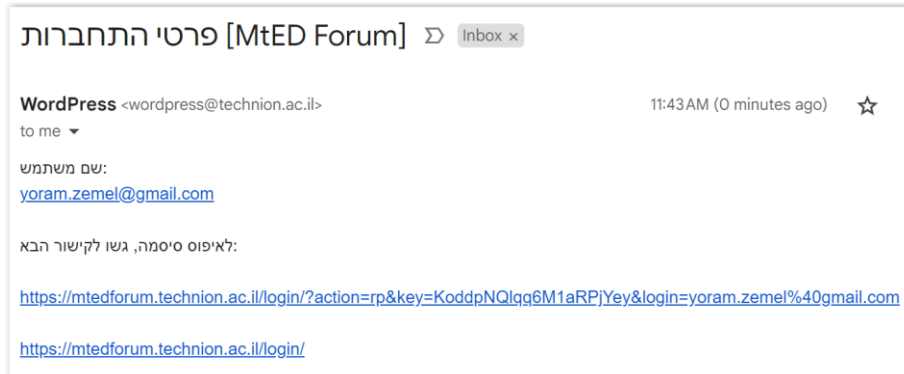 פרטי התחברות [MtED Forum] Inbox ×
WordPress <wordpress@technion.ac.il> 11:43 AM (0 minutes ago)
to me
שם משתמש:
yoram.zemel@gmail.com
לאיפוס סיסמה, גשו לקישור הבא:
https://mtedforum.technion.ac.il/login/?action=rp&key=KoddpNQlqq6M1aRPjYey&login=yoram.zemel%40gmail.com
https://mtedforum.technion.ac.il/login/